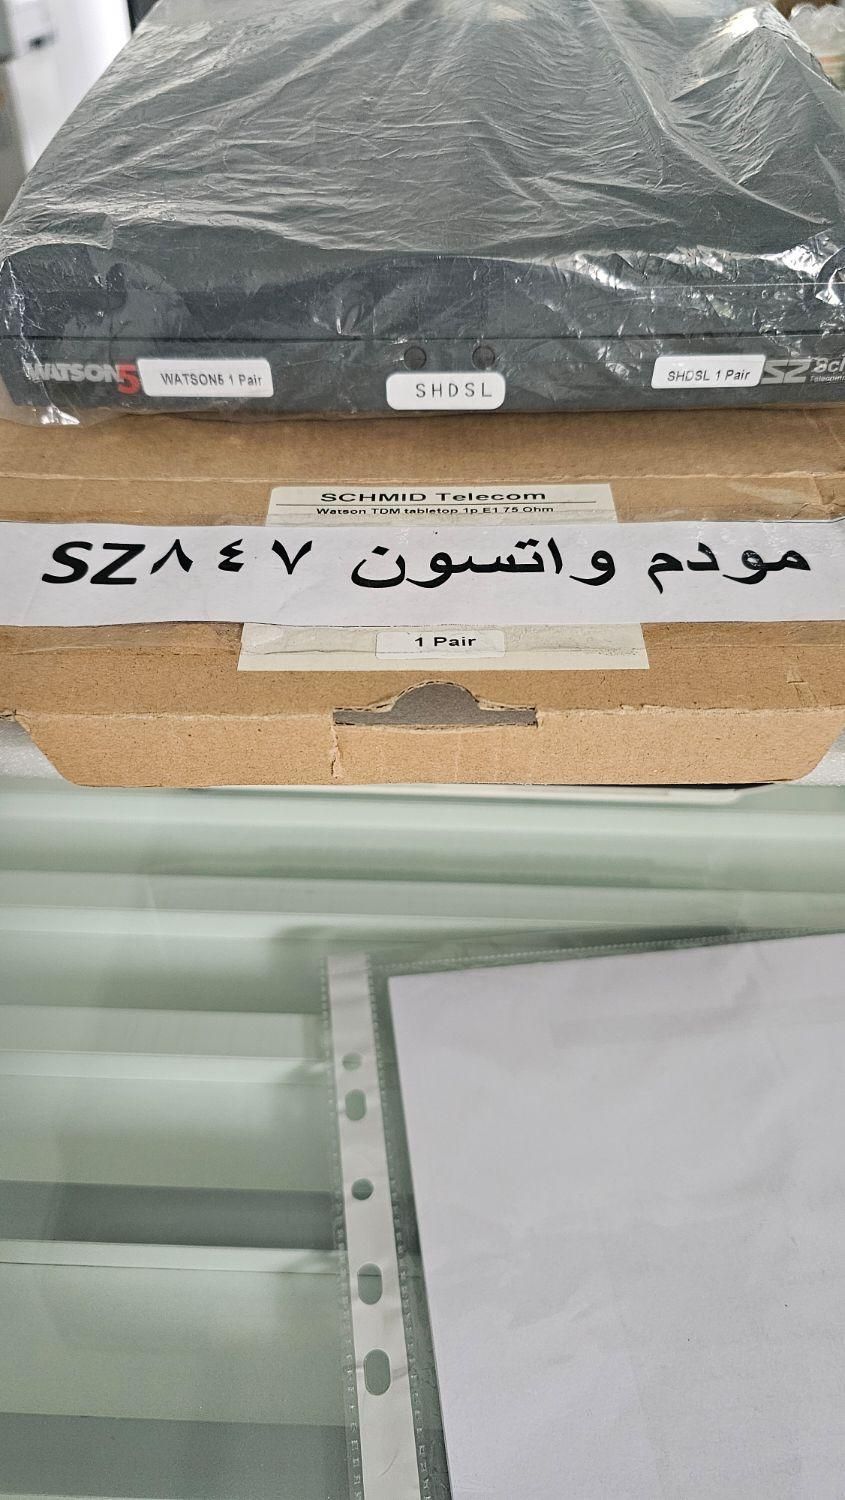 WATSON5
WATSON5 1 Pair
SHDSL
SHDSL 1 Pair
SCHMID Telecom
Watson TDM tabletop 1p E1 75 Ohm
مودم واتسون SZ٨٤٧
1 Pair